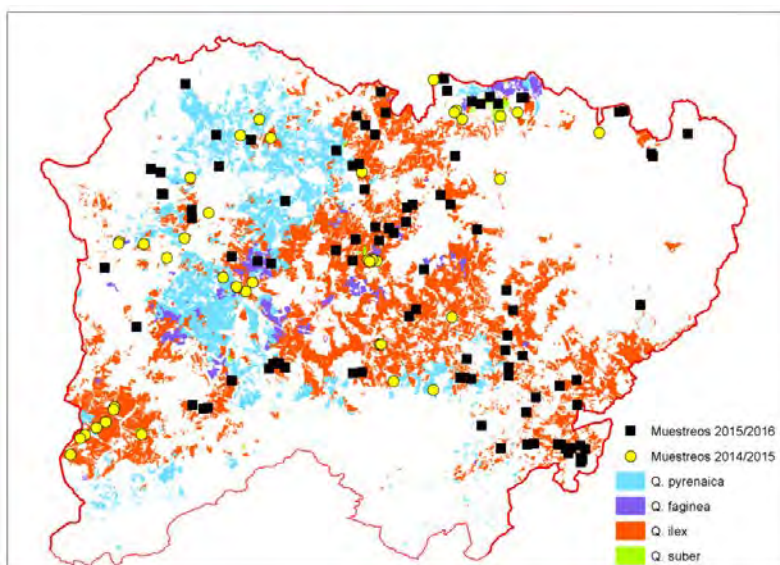 Muestreos 2015/2016
Muestreos 2014/2015
Q. pyrenaica
Q. faginea
Q. ilex
Q. suber